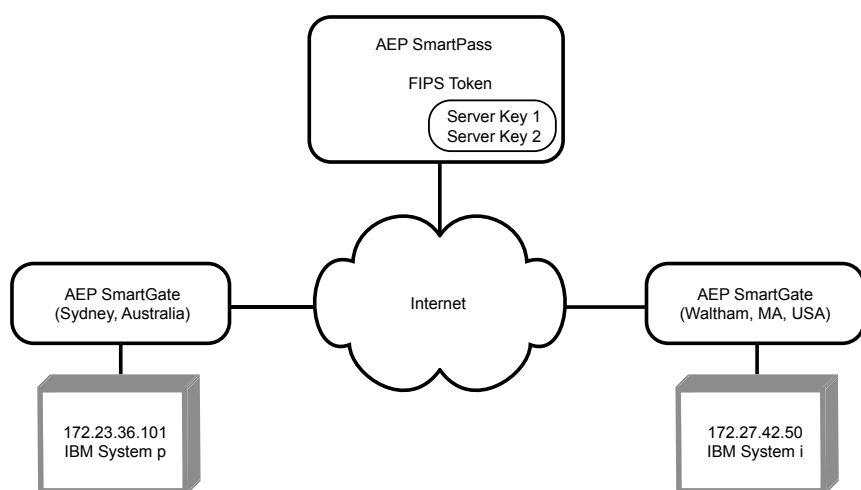 AEP SmartPass
FIPS Token
Server Key 1
Server Key 2
AEP SmartGate
(Sydney, Australia)
Internet
AEP SmartGate
(Waltham, MA, USA)
172.23.36.101
IBM System p
172.27.42.50
IBM System i